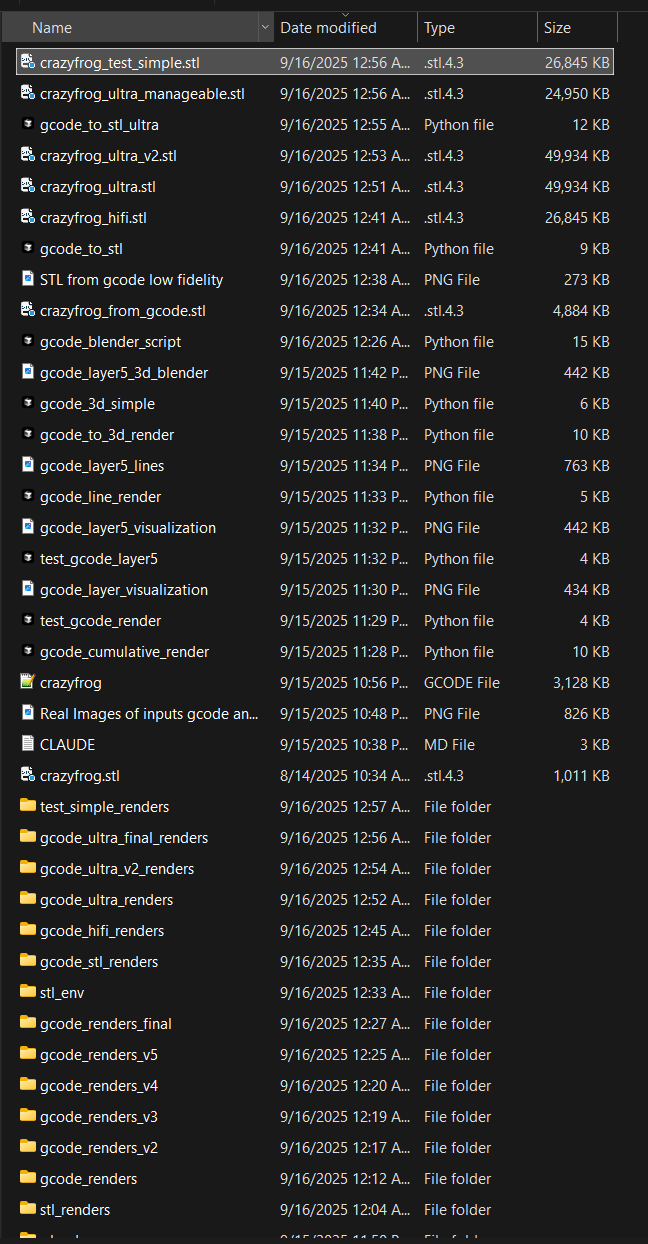 Name Date modified Type Size
crazyfrog_test_simple.stl 9/16/2025 12:56 A... .stl.4.3 26,845 KB
crazyfrog_ultra_manageable.stl 9/16/2025 12:56 A... .stl.4.3 24,950 KB
gcode_to_stl_ultra 9/16/2025 12:55 A... Python file 12 KB
crazyfrog_ultra_v2.stl 9/16/2025 12:53 A... .stl.4.3 49,934 KB
crazyfrog_ultra.stl 9/16/2025 12:51 A... .stl.4.3 49,934 KB
crazyfrog_hifi.stl 9/16/2025 12:41 A... .stl.4.3 26,845 KB
gcode_to_stl 9/16/2025 12:41 A... Python file 9 KB
STL from gcode low fidelity 9/16/2025 12:38 A... PNG File 273 KB
crazyfrog_from_gcode.stl 9/16/2025 12:34 A... .stl.4.3 4,884 KB
gcode_blender_script 9/16/2025 12:26 A... Python file 15 KB
gcode_layer5_3d_blender 9/15/2025 11:42 P... PNG File 442 KB
gcode_3d_simple 9/15/2025 11:40 P... Python file 6 KB
gcode_to_3d_render 9/15/2025 11:38 P... Python file 10 KB
gcode_layer5_lines 9/15/2025 11:34 P... PNG File 763 KB
gcode_line_render 9/15/2025 11:33 P... Python file 5 KB
gcode_layer5_visualization 9/15/2025 11:32 P... PNG File 442 KB
test_gcode_layer5 9/15/2025 11:32 P... Python file 4 KB
gcode_layer_visualization 9/15/2025 11:30 P... PNG File 434 KB
test_gcode_render 9/15/2025 11:29 P... Python file 4 KB
gcode_cumulative_render 9/15/2025 11:28 P... Python file 10 KB
crazyfrog 9/15/2025 10:56 P... GCODE File 3,128 KB
Real Images of inputs gcode an... 9/15/2025 10:48 P... PNG File 826 KB
CLAUDE 9/15/2025 10:38 P... MD File 3 KB
crazyfrog.stl 8/14/2025 10:34 A... .stl.4.3 1,011 KB
test_simple_renders 9/16/2025 12:57 A... File folder
gcode_ultra_final_renders 9/16/2025 12:56 A... File folder
gcode_ultra_v2_renders 9/16/2025 12:54 A... File folder
gcode_ultra_renders 9/16/2025 12:52 A... File folder
gcode_hifi_renders 9/16/2025 12:45 A... File folder
gcode_stl_renders 9/16/2025 12:35 A... File folder
stl_env 9/16/2025 12:33 A... File folder
gcode_renders_final 9/16/2025 12:27 A... File folder
gcode_renders_v5 9/16/2025 12:25 A... File folder
gcode_renders_v4 9/16/2025 12:20 A... File folder
gcode_renders_v3 9/16/2025 12:19 A... File folder
gcode_renders_v2 9/16/2025 12:17 A... File folder
gcode_renders 9/16/2025 12:12 A... File folder
stl_renders 9/16/2025 12:04 A... File folder